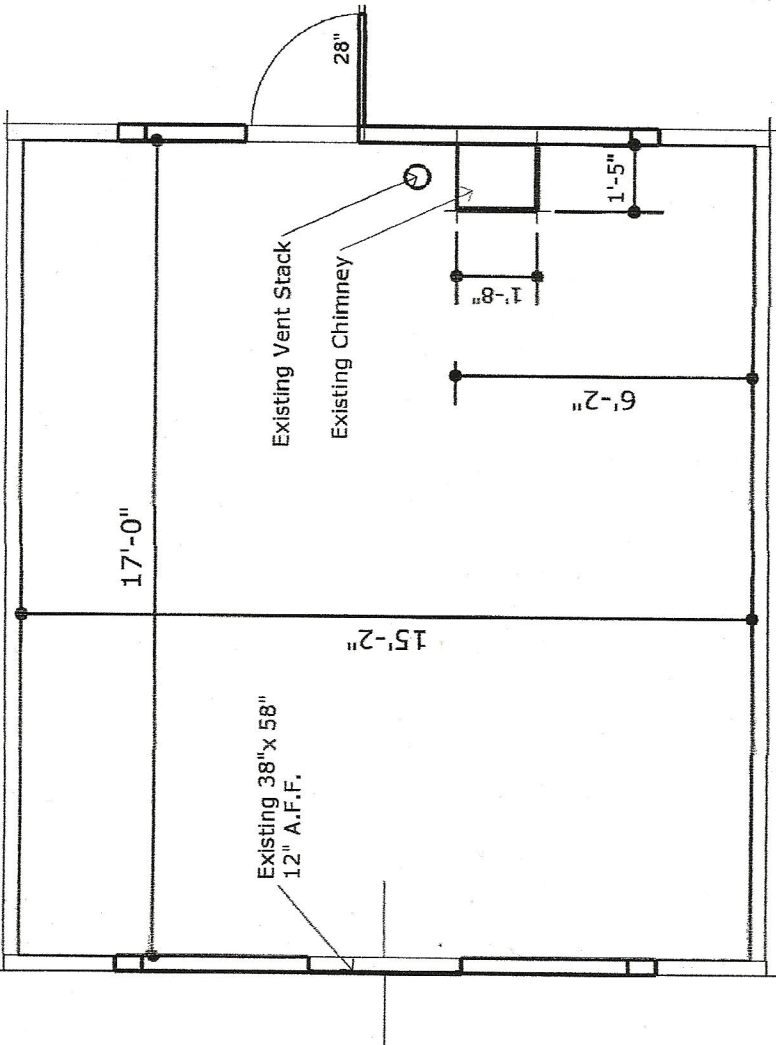 28"
Existing Vent Stack
Existing Chimney
1'-5"
1'-8"
6'-2"
17'-0"
15'-2"
Existing 38"x 58"
12" A.F.F.